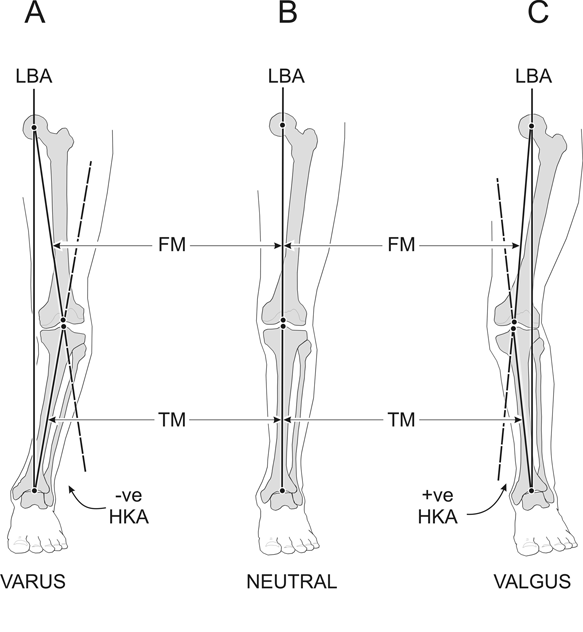 A B C
LBA LBA LBA
FM FM
TM TM
-ve +ve
HKA HKA
VARUS NEUTRAL VALGUS